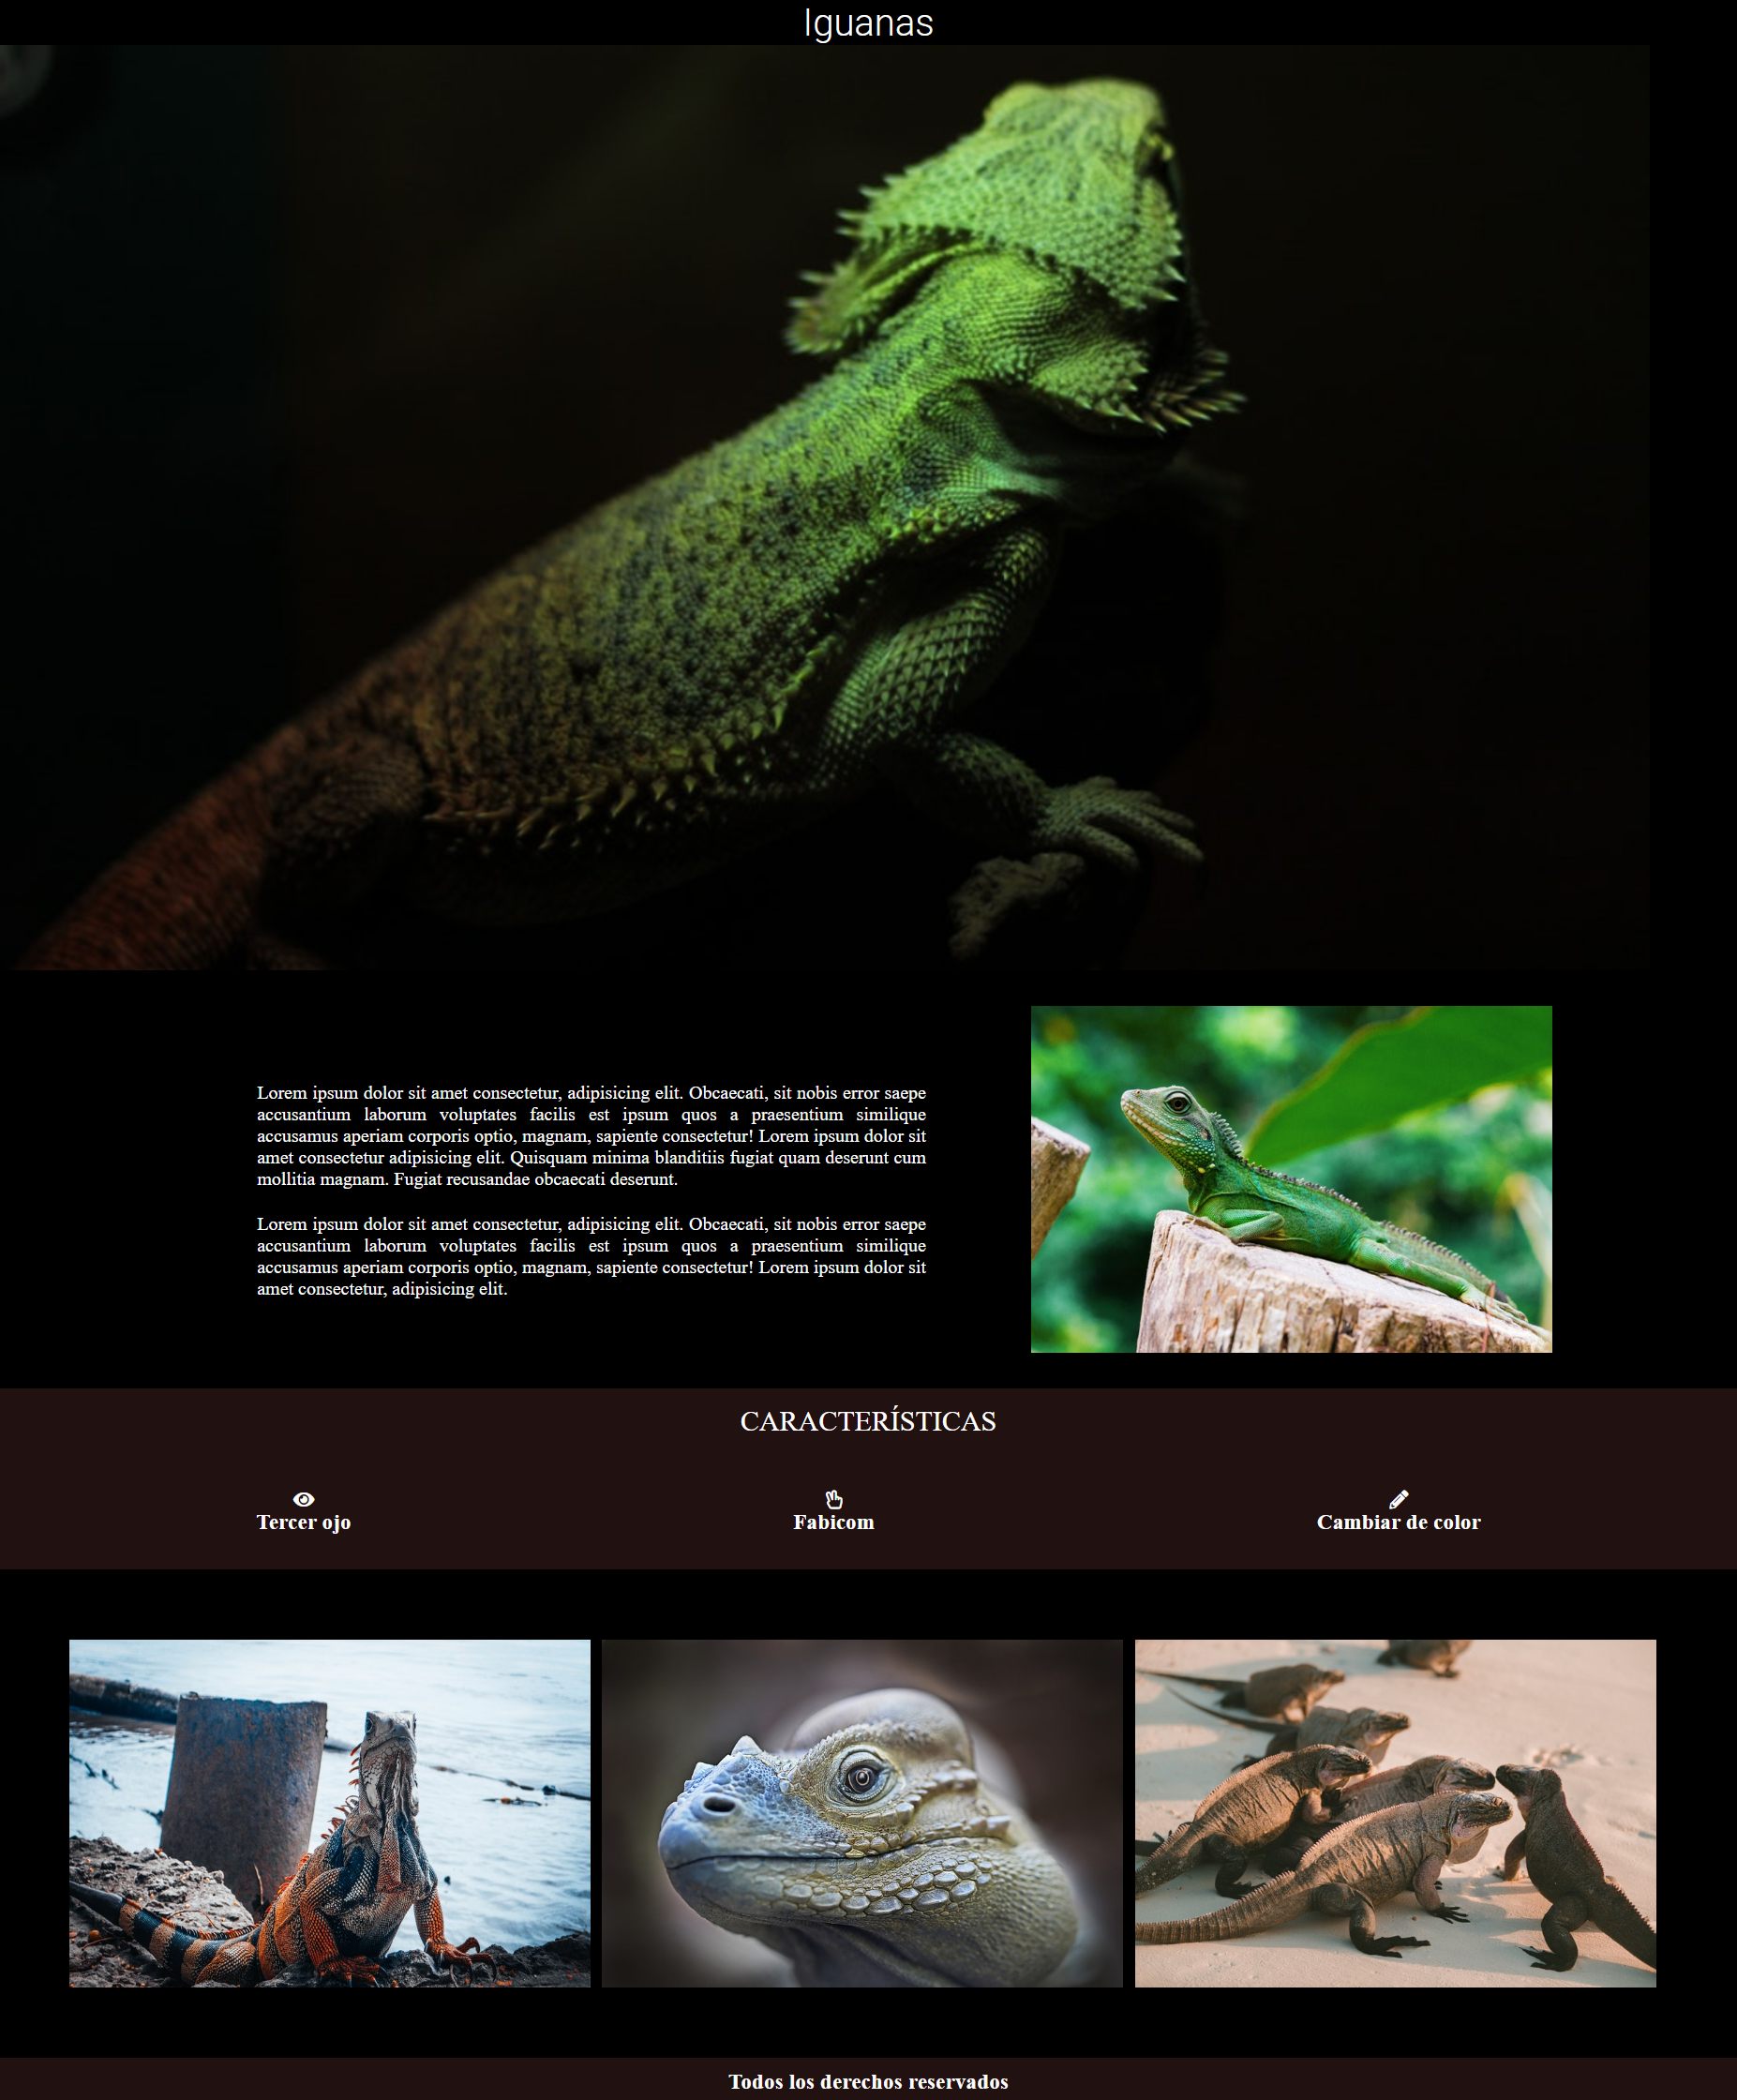 Iguanas
Lorem ipsum dolor sit amet consectetur, adipisicing elit. Obcaecati, sit nobis error saepe
accusantium laborum voluptates facilis est ipsum quos a praesentium similique
accusamus aperiam corporis optio, magnam, sapiente consectetur! Lorem ipsum dolor sit
amet consectetur adipisicing elit. Quisquam minima blanditiis fugiat quam deserunt cum
mollitia magnam. Fugiat recusandae obcaecati deserunt.
Lorem ipsum dolor sit amet consectetur, adipisicing elit. Obcaecati, sit nobis error saepe
accusantium laborum voluptates facilis est ipsum quos a praesentium similique
accusamus aperiam corporis optio, magnam, sapiente consectetur! Lorem ipsum dolor sit
amet consectetur, adipisicing elit.
CARACTERÍSTICAS
Tercer ojo
Fabicom
Cambiar de color
Todos los derechos reservados